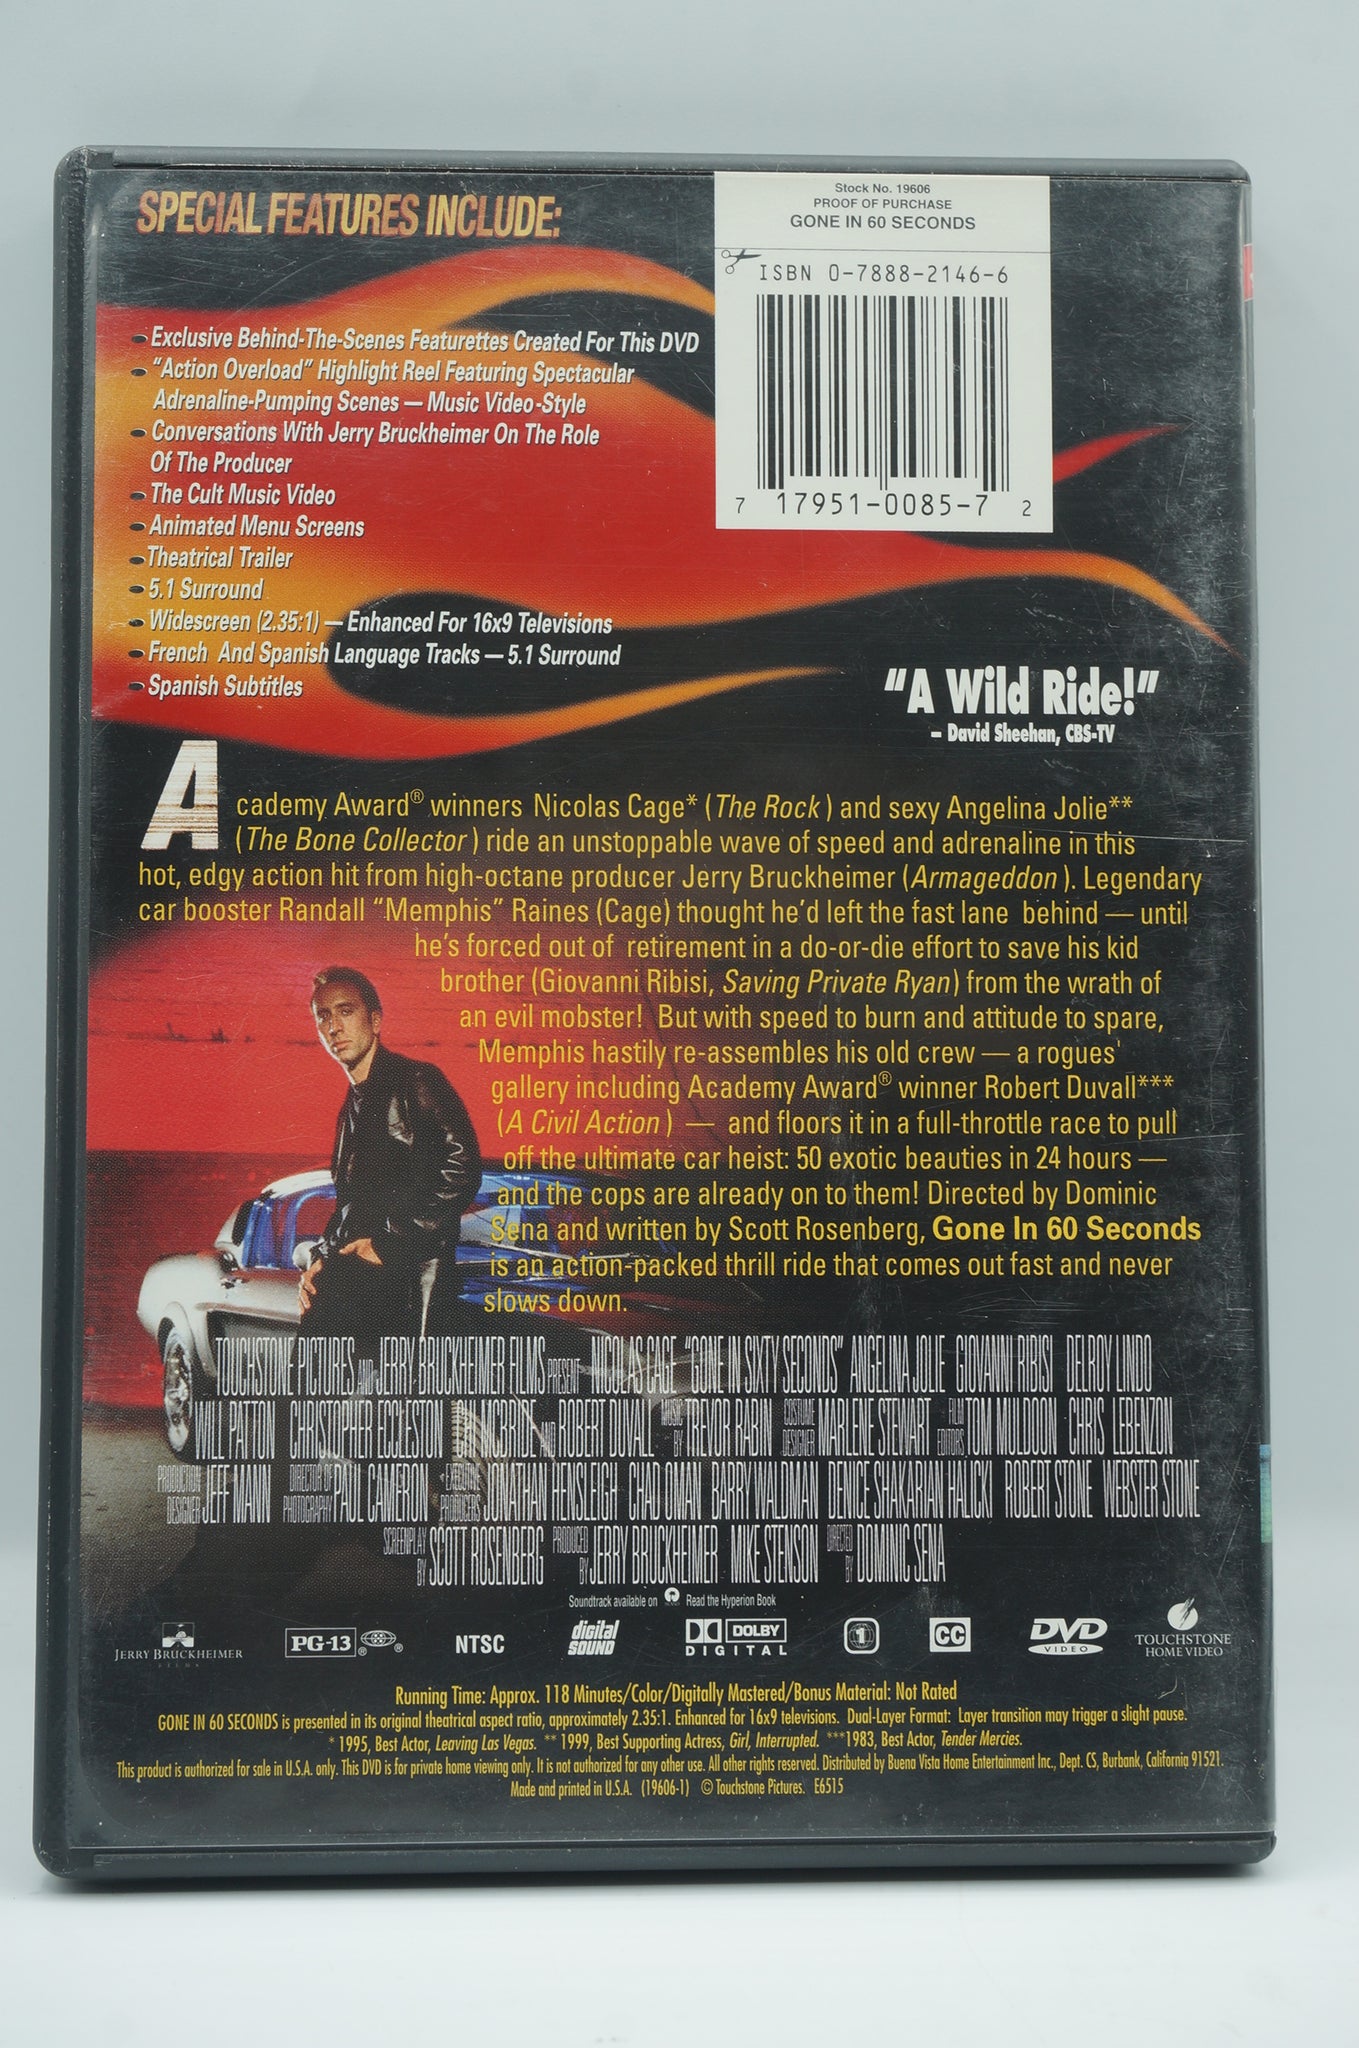 SPECIAL FEATURES INCLUDE:
Exclusive Behind-The-Scenes Featurettes Created For This DVD
"Action Overload" Highlight Reel Featuring Spectacular
Adrenaline-Pumping Scenes — Music Video-Style
Conversations With Jerry Bruckheimer On The Role
Of The Producer
The Cult Music Video
Animated Menu Screens
Theatrical Trailer
5.1 Surround
Widescreen (2.35:1) — Enhanced For 16x9 Televisions
French And Spanish Language Tracks — 5.1 Surround
Spanish Subtitles
Stock No. 19606
PROOF OF PURCHASE
GONE IN 60 SECONDS
ISBN 0-7888-2146-6
7 17951-0085-7 2
"A Wild Ride!"
– David Sheehan, CBS-TV
Academy Award® winners Nicolas Cage* (The Rock) and sexy Angelina Jolie**
(The Bone Collector) ride an unstoppable wave of speed and adrenaline in this
hot, edgy action hit from high-octane producer Jerry Bruckheimer (Armageddon). Legendary
car booster Randall "Memphis" Raines (Cage) thought he'd left the fast lane behind — until
he's forced out of retirement in a do-or-die effort to save his kid
brother (Giovanni Ribisi, Saving Private Ryan) from the wrath of
an evil mobster! But with speed to burn and attitude to spare,
Memphis hastily re-assembles his old crew — a rogues'
gallery including Academy Award® winner Robert Duvall***
(A Civil Action) — and floors it in a full-throttle race to pull
off the ultimate car heist: 50 exotic beauties in 24 hours —
and the cops are already on to them! Directed by Dominic
Sena and written by Scott Rosenberg, Gone In 60 Seconds
is an action-packed thrill ride that comes out fast and never
slows down.
TOUCHSTONE PICTURES AND JERRY BRUCKHEIMER FILMS PRESENT NICOLAS CAGE "GONE IN SIXTY SECONDS" ANGELINA JOLIE GIOVANNI RIBISI DELROY LINDO
WILL PATTON CHRISTOPHER ECCLESTON CHI McBRIDE AND ROBERT DUVALL MUSIC BY TREVOR RABIN COSTUME DESIGNER MARLENE STEWART FILM EDITORS TOM MULDOON CHRIS LEBENZON
PRODUCTION DESIGNER JEFF MANN DIRECTOR OF PHOTOGRAPHY PAUL CAMERON EXECUTIVE PRODUCERS JONATHAN HENSLEIGH CHAD OMAN BARRY WALDMAN DENICE SHAKARIAN HALICKI ROBERT STONE WEBSTER STONE
SCREENPLAY BY SCOTT ROSENBERG PRODUCED BY JERRY BRUCKHEIMER MIKE STENSON DIRECTED BY DOMINIC SENA
Soundtrack available on ISLAND Read the Hyperion Book
JERRY BRUCKHEIMER FILMS
PG-13 ® ®
NTSC
digital SOUND
DOLBY DIGITAL
1
CC
DVD VIDEO
TOUCHSTONE HOME VIDEO
Running Time: Approx. 118 Minutes/Color/Digitally Mastered/Bonus Material: Not Rated
GONE IN 60 SECONDS is presented in its original theatrical aspect ratio, approximately 2.35:1. Enhanced for 16x9 televisions. Dual-Layer Format: Layer transition may trigger a slight pause.
* 1995, Best Actor, Leaving Las Vegas. ** 1999, Best Supporting Actress, Girl, Interrupted. ***1983, Best Actor, Tender Mercies.
This product is authorized for sale in U.S.A. only. This DVD is for private home viewing only. It is not authorized for any other use. All other rights reserved. Distributed by Buena Vista Home Entertainment Inc., Dept. CS, Burbank, California 91521.
Made and printed in U.S.A. (19606-1) © Touchstone Pictures. E6515